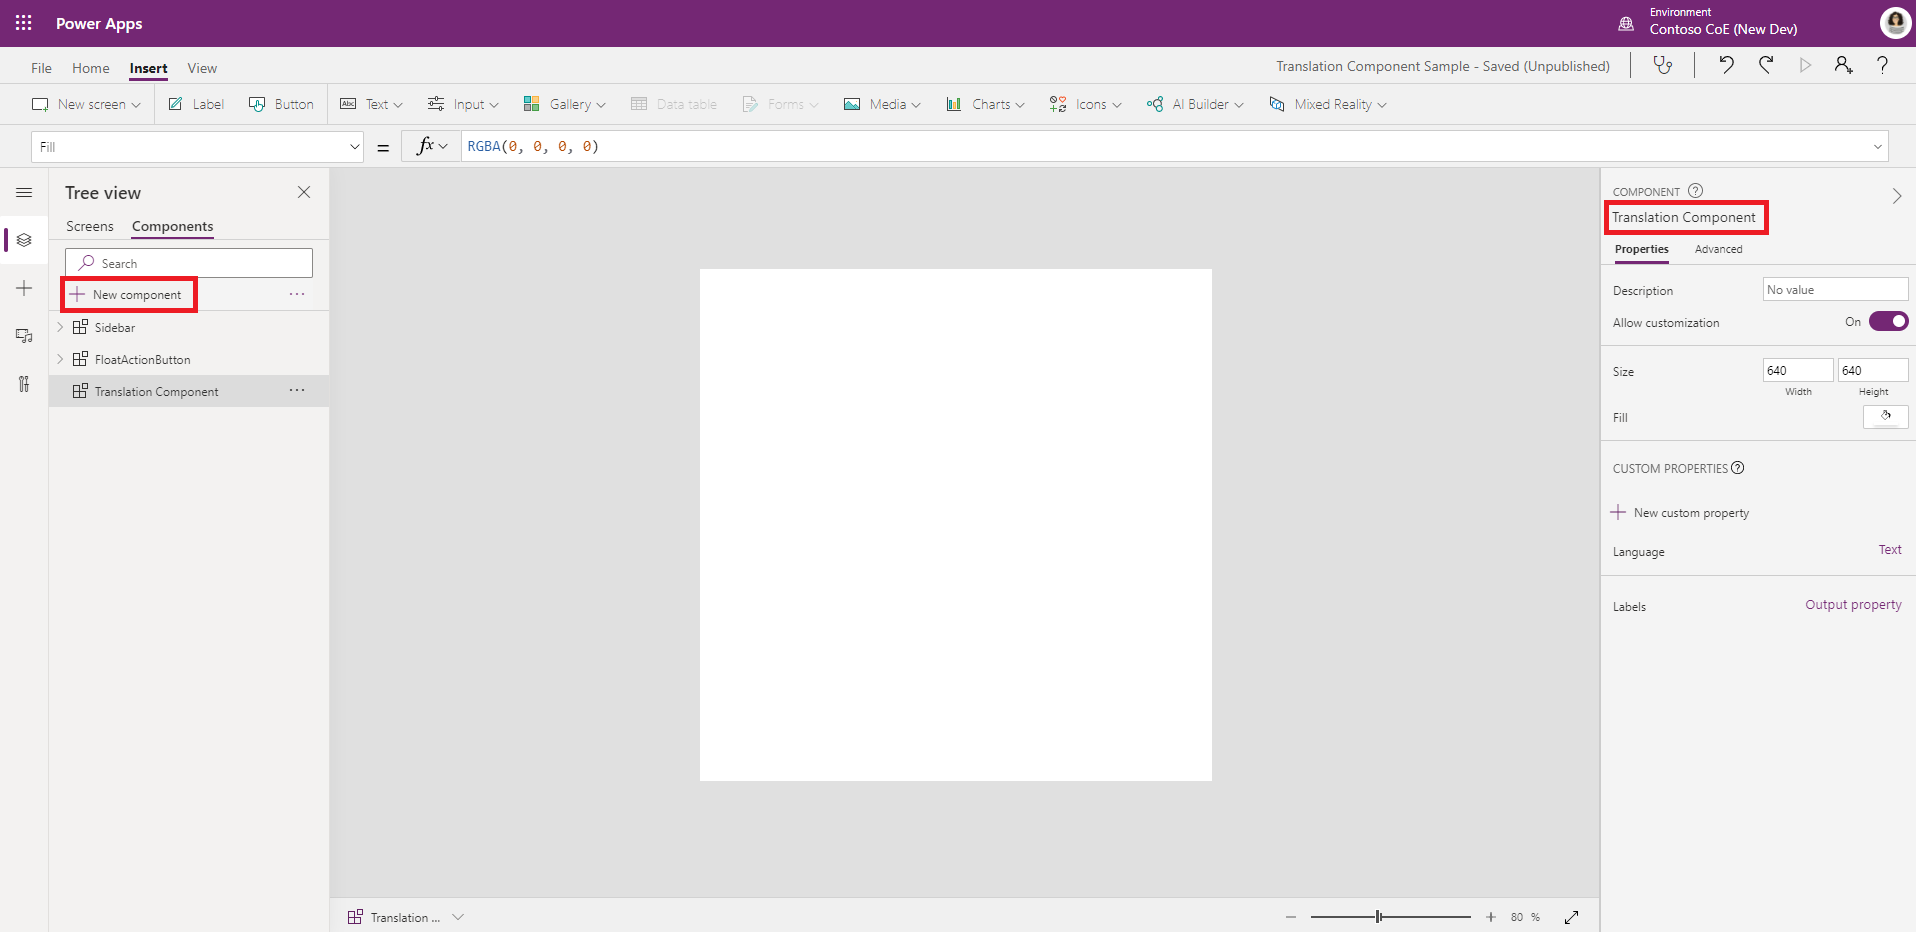 Power Apps
Environment
Contoso CoE (New Dev)
File Home Insert View
Translation Component Sample - Saved (Unpublished)
New screen Label Button Abc Text Input Gallery Data table Forms Media Charts Icons AI Builder Mixed Reality
Fill = fx RGBA(0, 0, 0, 0)
Tree view
Screens Components
Search
New component
Sidebar
FloatActionButton
Translation Component
COMPONENT
Translation Component
Properties Advanced
Description No value
Allow customization On
Size 640 640
Width Height
Fill
CUSTOM PROPERTIES
New custom property
Language Text
Labels Output property
Translation ...
80 %